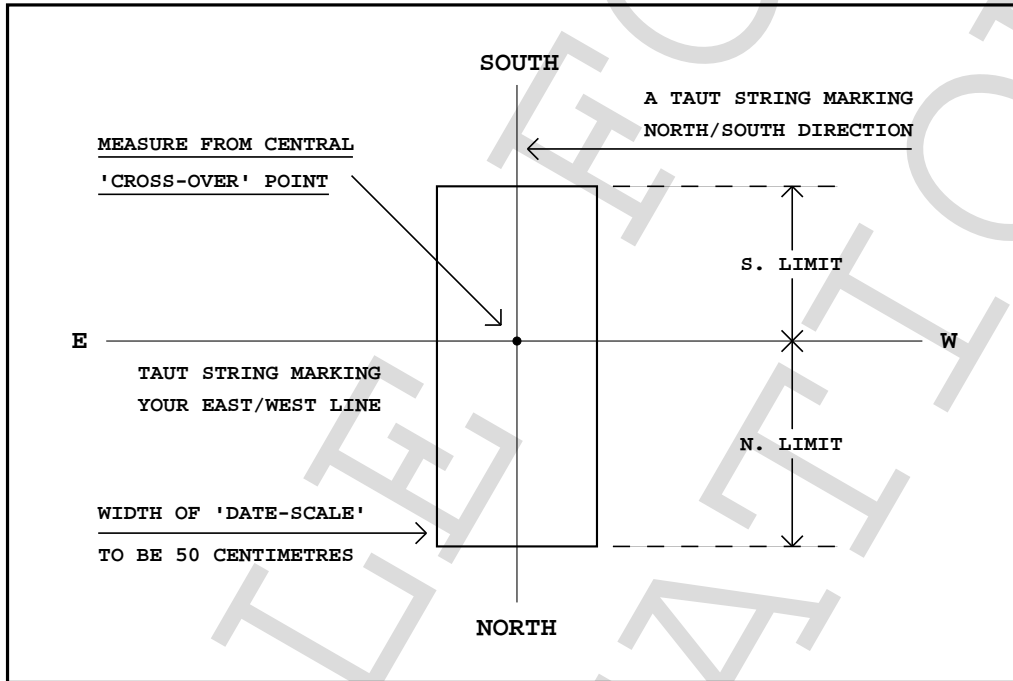 SOUTH
A TAUT STRING MARKING
NORTH/SOUTH DIRECTION
MEASURE FROM CENTRAL
'CROSS-OVER' POINT
S. LIMIT
E
W
TAUT STRING MARKING
YOUR EAST/WEST LINE
N. LIMIT
WIDTH OF 'DATE-SCALE'
TO BE 50 CENTIMETRES
NORTH